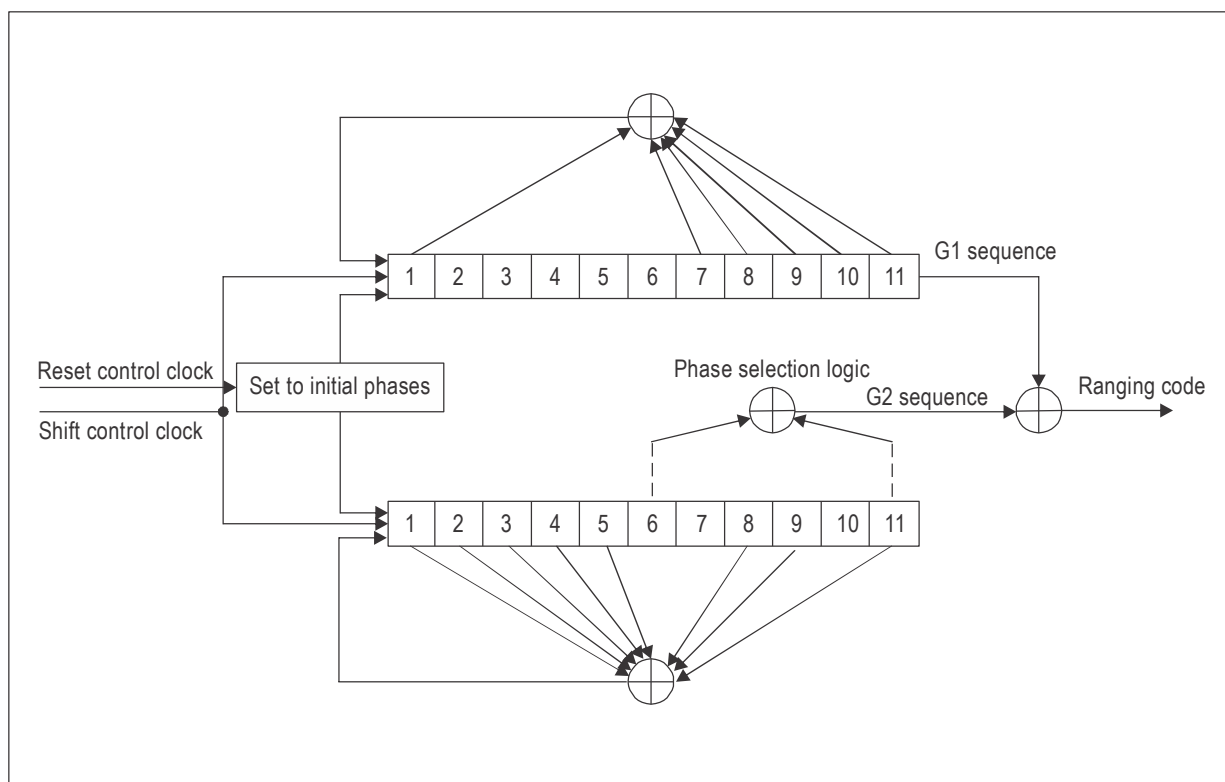 1 2 3 4 5 6 7 8 9 10 11
G1 sequence
Reset control clock
Set to initial phases
Shift control clock
Phase selection logic
G2 sequence
Ranging code
1 2 3 4 5 6 7 8 9 10 11